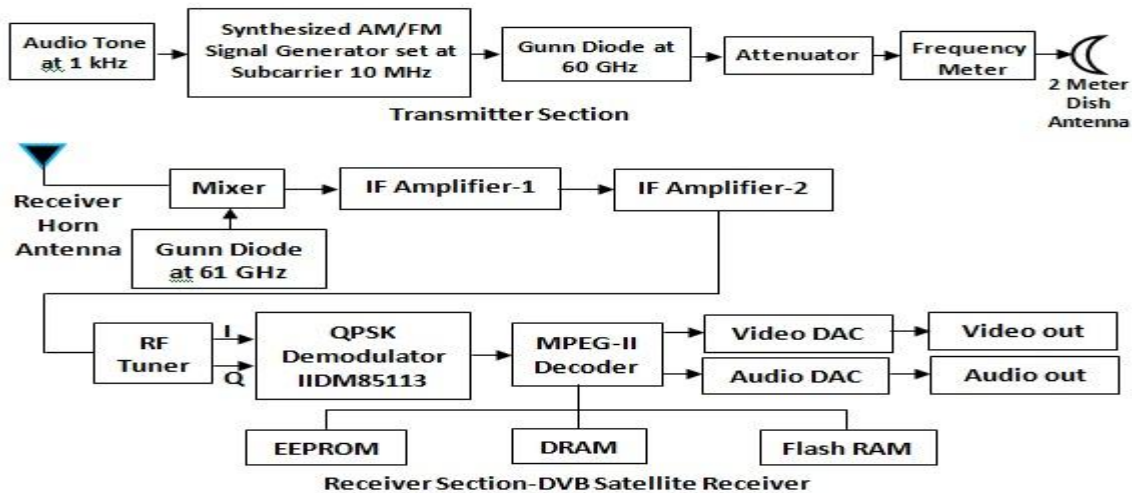 Audio Tone
at 1 kHz
Synthesized AM/FM
Signal Generator set at
Subcarrier 10 MHz
Gunn Diode at
60 GHz
Attenuator
Frequency
Meter
2 Meter
Dish
Antenna
Transmitter Section
Receiver
Horn
Antenna
Mixer
IF Amplifier-1
IF Amplifier-2
Gunn Diode
at 61 GHz
RF
Tuner
I
Q
QPSK
Demodulator
IIDM85113
MPEG-II
Decoder
Video DAC
Video out
Audio DAC
Audio out
EEPROM
DRAM
Flash RAM
Receiver Section-DVB Satellite Receiver